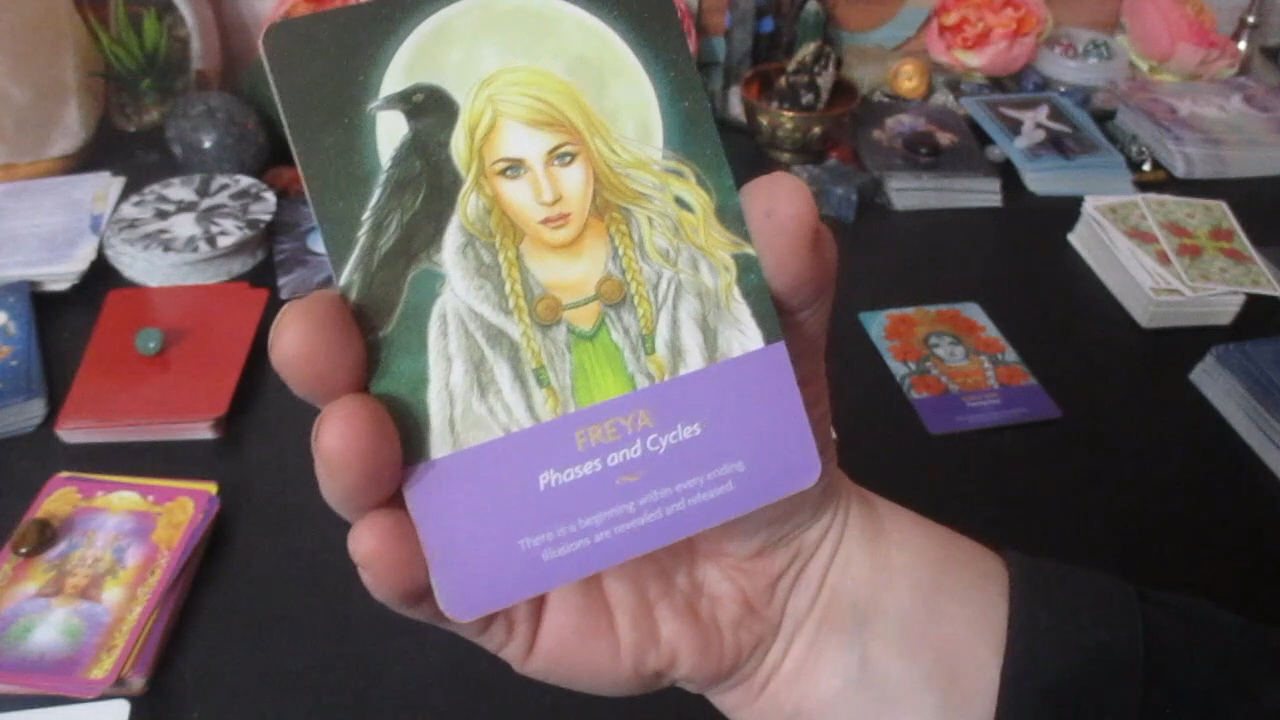 FREYA
Phases and Cycles
There is a beginning within every ending.
Illusions are revealed and released.